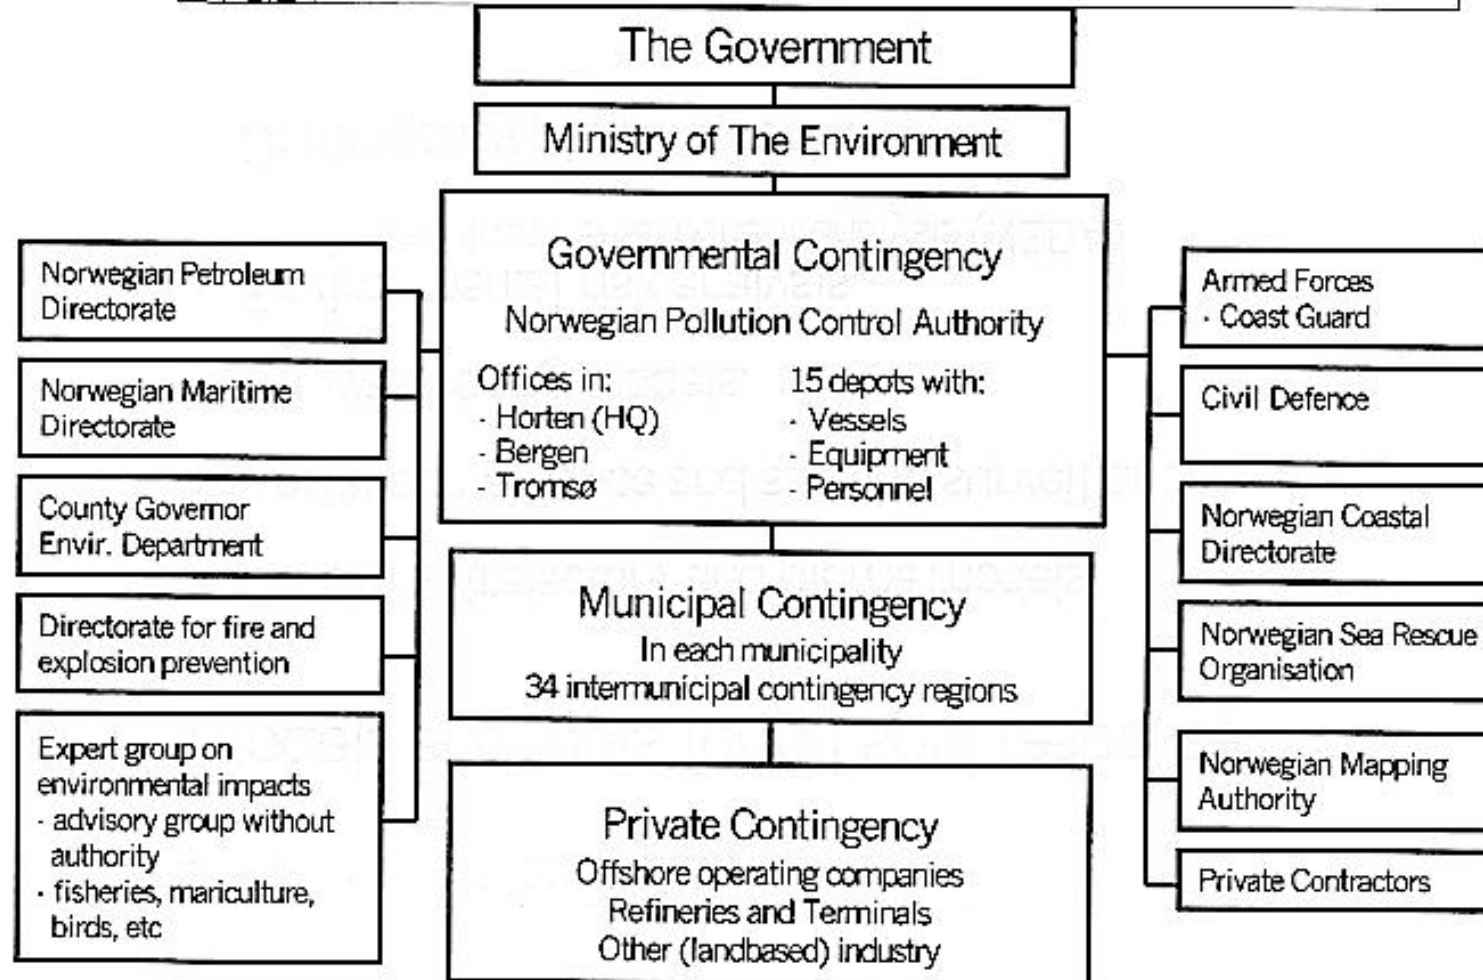 The Government
Ministry of The Environment
Governmental Contingency
Norwegian Pollution Control Authority
Offices in:
- Horten (HQ)
- Bergen
- Tromsø
15 depots with:
- Vessels
- Equipment
- Personnel
Municipal Contingency
In each municipality
34 intermunicipal contingency regions
Private Contingency
Offshore operating companies
Refineries and Terminals
Other (landbased) industry
Norwegian Petroleum
Directorate
Norwegian Maritime
Directorate
County Governor
Envir. Department
Directorate for fire and
explosion prevention
Expert group on
environmental impacts
- advisory group without
authority
- fisheries, mariculture,
birds, etc
Armed Forces
- Coast Guard
Civil Defence
Norwegian Coastal
Directorate
Norwegian Sea Rescue
Organisation
Norwegian Mapping
Authority
Private Contractors